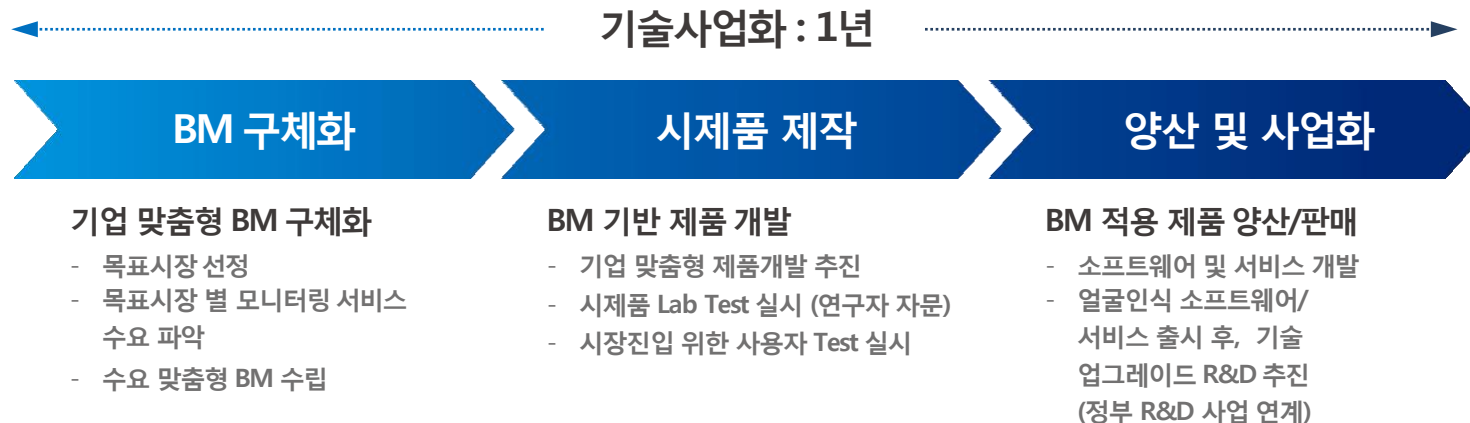 기술사업화 : 1년
BM 구체화
시제품 제작
양산 및 사업화
기업 맞춤형 BM 구체화
- 목표시장 선정
- 목표시장 별 모니터링 서비스
수요 파악
- 수요 맞춤형 BM 수립
BM 기반 제품 개발
- 기업 맞춤형 제품개발 추진
- 시제품 Lab Test 실시 (연구자 자문)
- 시장진입 위한 사용자 Test 실시
BM 적용 제품 양산/판매
- 소프트웨어 및 서비스 개발
- 얼굴인식 소프트웨어/
서비스 출시 후, 기술
업그레이드 R&D 추진
(정부 R&D 사업 연계)